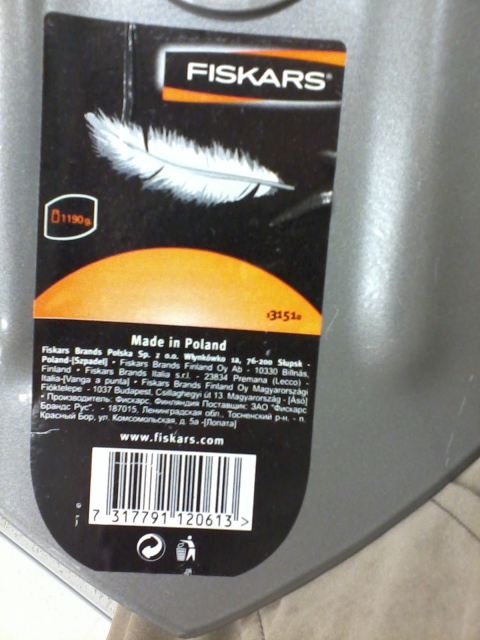 FISKARS®
1190 g.
131510
Made in Poland
Fiskars Brands Polska Sp. z o.o. Włynkówko 12, 76-200 Słupsk -
Poland-[Szpadel] • Fiskars Brands Finland Oy Ab - 10330 Billnäs,
Finland • Fiskars Brands Italia s.r.l. - 23834 Premana (Lecco) -
Italia-[Vanga a punta] • Fiskars Brands Finland Oy Magyarországi
Fióktelepe - 1037 Budapest, Csillaghegyi út 13. Magyarország - [Ásó]
• Производитель: Фискарс, Финляндия Поставщик: ЗАО "Фискарс
Брандс Рус". - 187015, Ленинградская обл., Тосненский р-н, - п.
Красный Бор, ул. Комсомольская, д. 5а -[Лопата]
www.fiskars.com
7 317791 120613 >